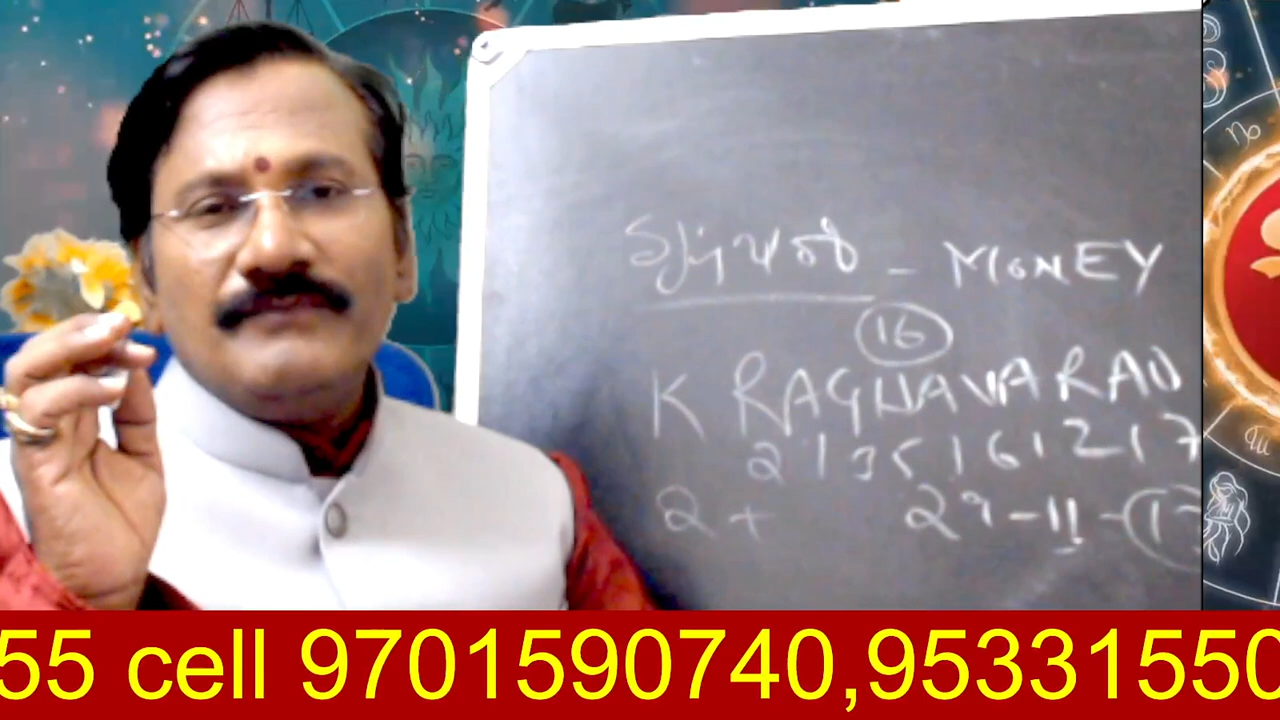 - MONEY
16
K RAGHAVA RAO
2 1 3 5 1 6 1 2 1 7
2 + 29 - 11 -
55 cell 9701590740,95331550